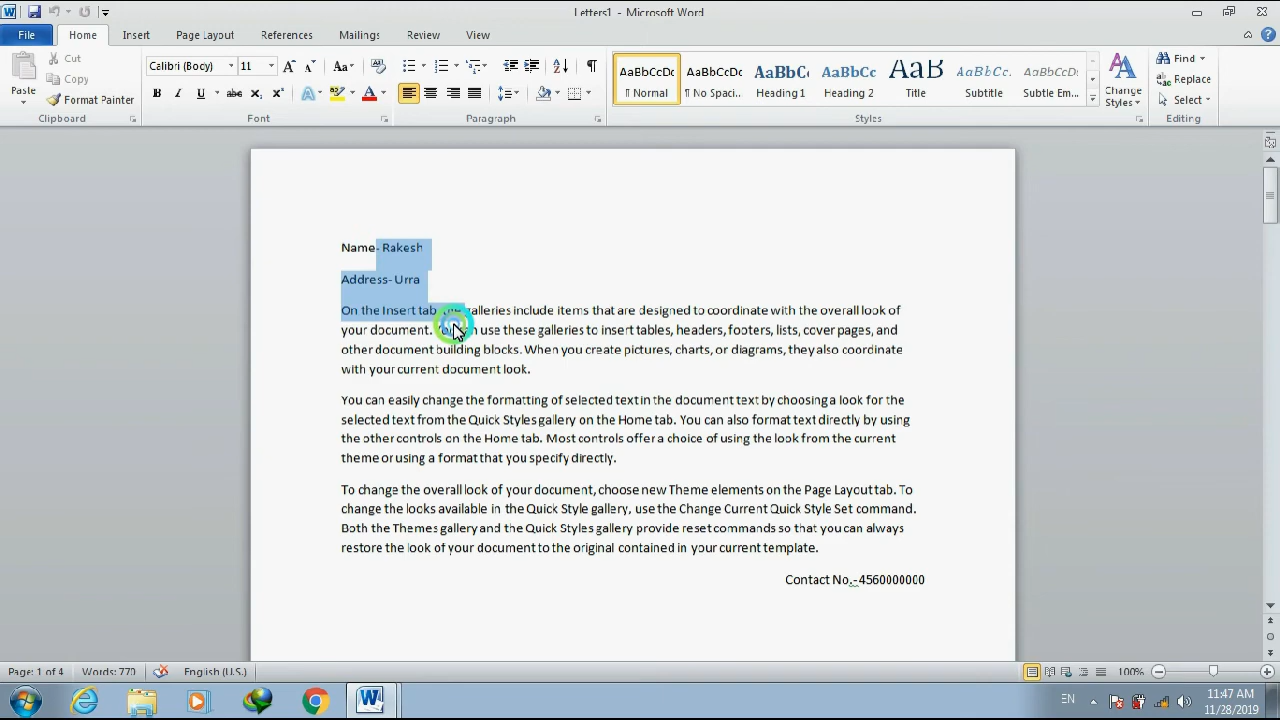 Letters1 - Microsoft Word
File Home Insert Page Layout References Mailings Review View
Paste
Cut
Copy
Format Painter
Clipboard
Calibri (Body) 11
Font
Paragraph
AaBbCcDc AaBbCcDc AaBbC AaBbCc AaB AaBbCcL AaBbCcDc
¶ Normal ¶ No Spaci... Heading 1 Heading 2 Title Subtitle Subtle Em...
Styles
Change Styles
Find
Replace
Select
Editing
Name- Rakesh
Address- Urra
On the Insert tab, the galleries include items that are designed to coordinate with the overall look of
your document. use these galleries to insert tables, headers, footers, lists, cover pages, and
other document building blocks. When you create pictures, charts, or diagrams, they also coordinate
with your current document look.
You can easily change the formatting of selected text in the document text by choosing a look for the
selected text from the Quick Styles gallery on the Home tab. You can also format text directly by using
the other controls on the Home tab. Most controls offer a choice of using the look from the current
theme or using a format that you specify directly.
To change the overall look of your document, choose new Theme elements on the Page Layout tab. To
change the looks available in the Quick Style gallery, use the Change Current Quick Style Set command.
Both the Themes gallery and the Quick Styles gallery provide reset commands so that you can always
restore the look of your document to the original contained in your current template.
Contact No.-4560000000
Page: 1 of 4 Words: 770 English (U.S.) 100%
EN
11:47 AM
11/28/2019